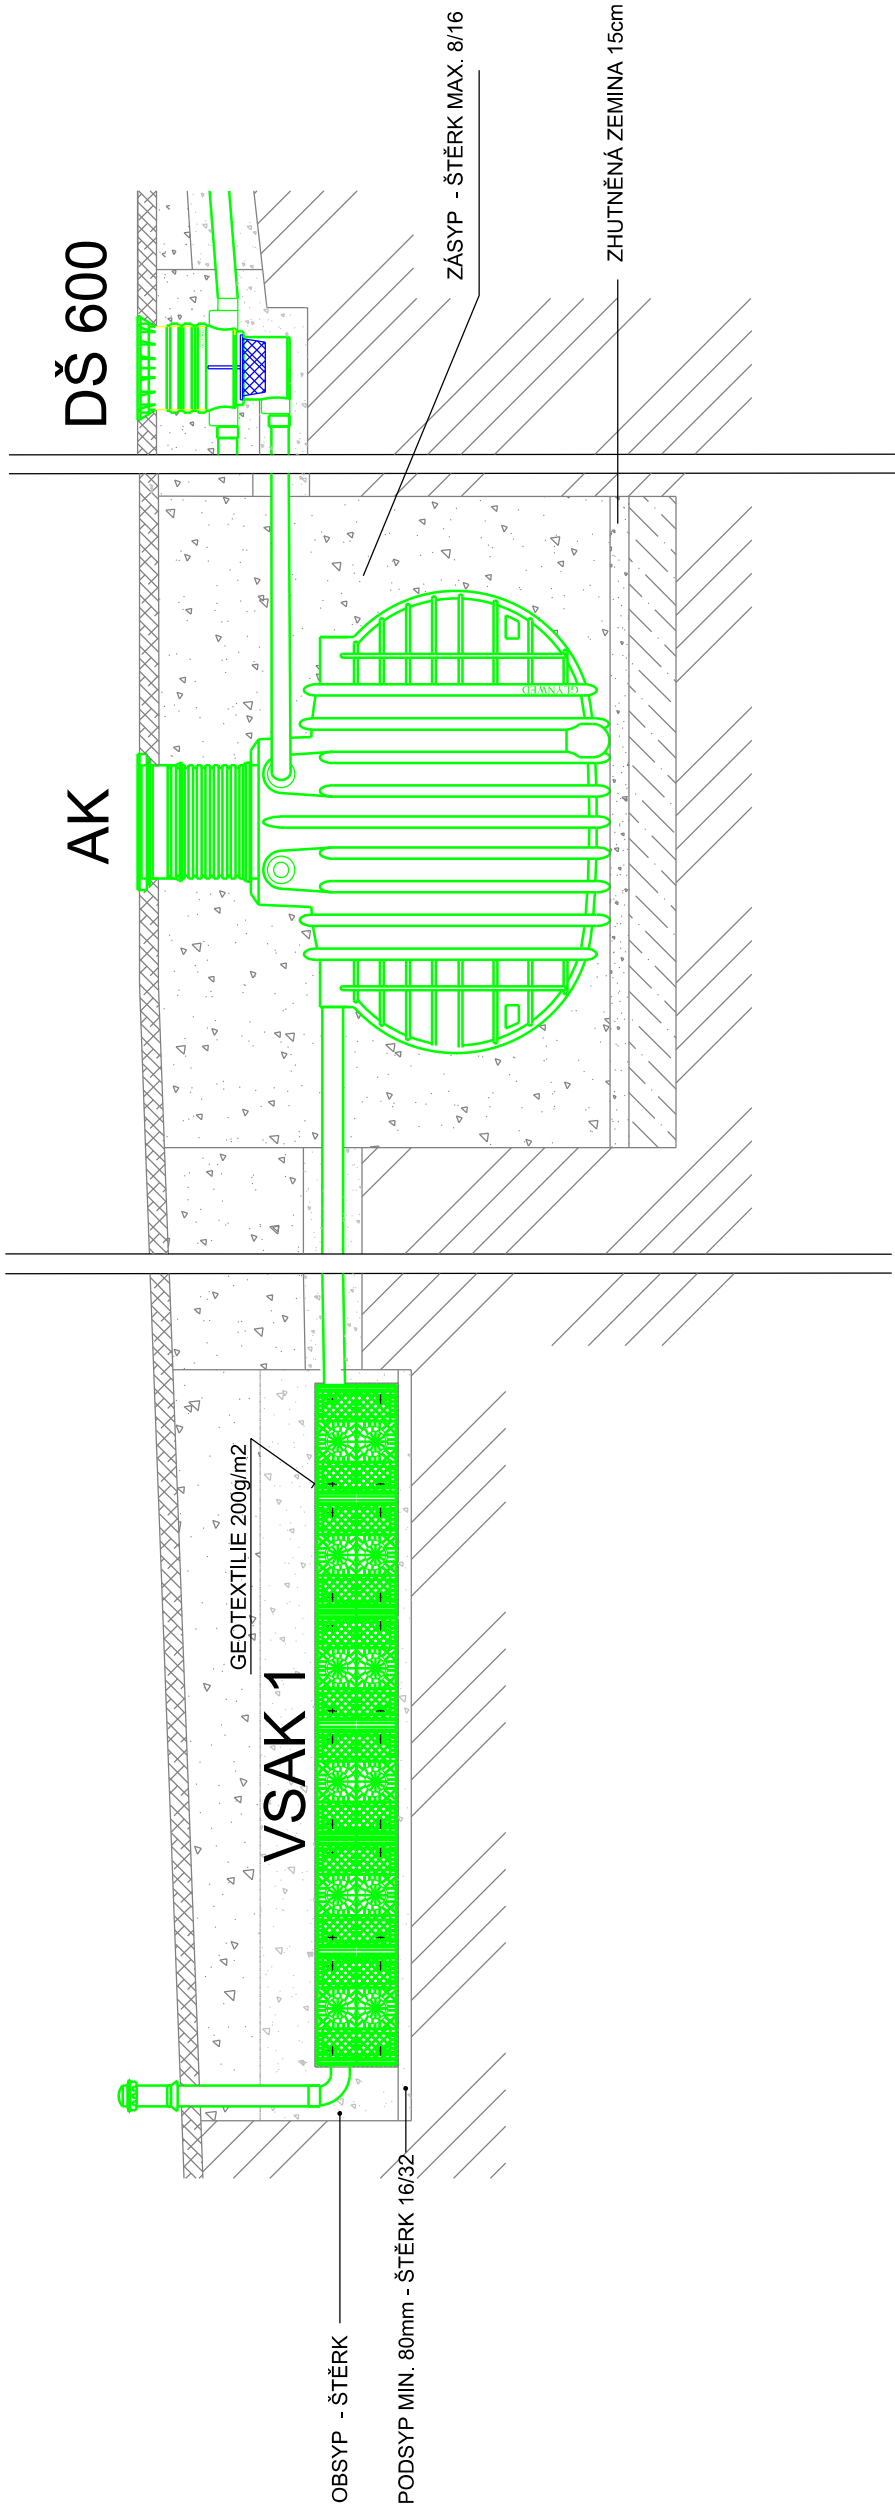 DŠ 600
ZÁSYP - ŠTĚRK MAX. 8/16
ZHUTNĚNÁ ZEMINA 15cm
AK
GLYNWED
GEOTEXTILIE 200g/m2
VSAK 1
OBSYP - ŠTĚRK
PODSYP MIN. 80mm - ŠTĚRK 16/32